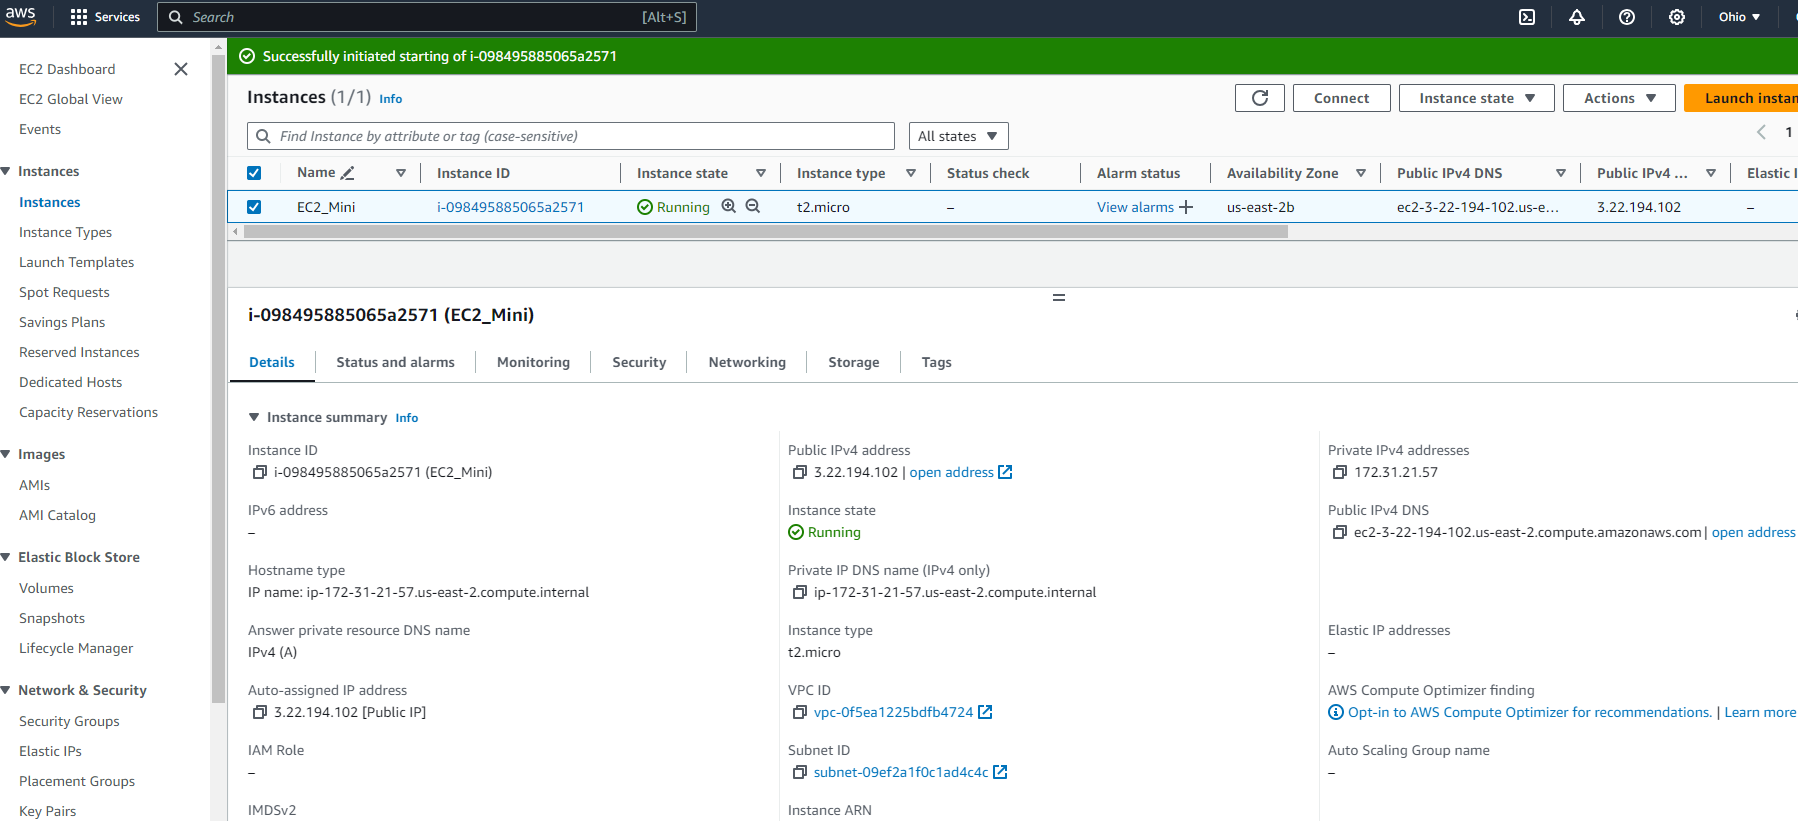 aws Services Search [Alt+S] Ohio
EC2 Dashboard
EC2 Global View
Events
Instances
Instances
Instance Types
Launch Templates
Spot Requests
Savings Plans
Reserved Instances
Dedicated Hosts
Capacity Reservations
Images
AMIs
AMI Catalog
Elastic Block Store
Volumes
Snapshots
Lifecycle Manager
Network & Security
Security Groups
Elastic IPs
Placement Groups
Key Pairs
Successfully initiated starting of i-098495885065a2571
Instances (1/1) Info Connect Instance state Actions Launch instan
Find Instance by attribute or tag (case-sensitive) All states 1
Name Instance ID Instance state Instance type Status check Alarm status Availability Zone Public IPv4 DNS Public IPv4 ... Elastic I
EC2_Mini i-098495885065a2571 Running t2.micro – View alarms + us-east-2b ec2-3-22-194-102.us-e... 3.22.194.102 –
i-098495885065a2571 (EC2_Mini)
Details Status and alarms Monitoring Security Networking Storage Tags
Instance summary Info
Instance ID
i-098495885065a2571 (EC2_Mini)
Public IPv4 address
3.22.194.102 | open address
Private IPv4 addresses
172.31.21.57
IPv6 address
–
Instance state
Running
Public IPv4 DNS
ec2-3-22-194-102.us-east-2.compute.amazonaws.com | open address
Hostname type
IP name: ip-172-31-21-57.us-east-2.compute.internal
Private IP DNS name (IPv4 only)
ip-172-31-21-57.us-east-2.compute.internal
Answer private resource DNS name
IPv4 (A)
Instance type
t2.micro
Elastic IP addresses
–
Auto-assigned IP address
3.22.194.102 [Public IP]
VPC ID
vpc-0f5ea1225bdfb4724
AWS Compute Optimizer finding
Opt-in to AWS Compute Optimizer for recommendations. | Learn more
IAM Role
–
Subnet ID
subnet-09ef2a1f0c1ad4c4c
Auto Scaling Group name
–
IMDSv2
Instance ARN